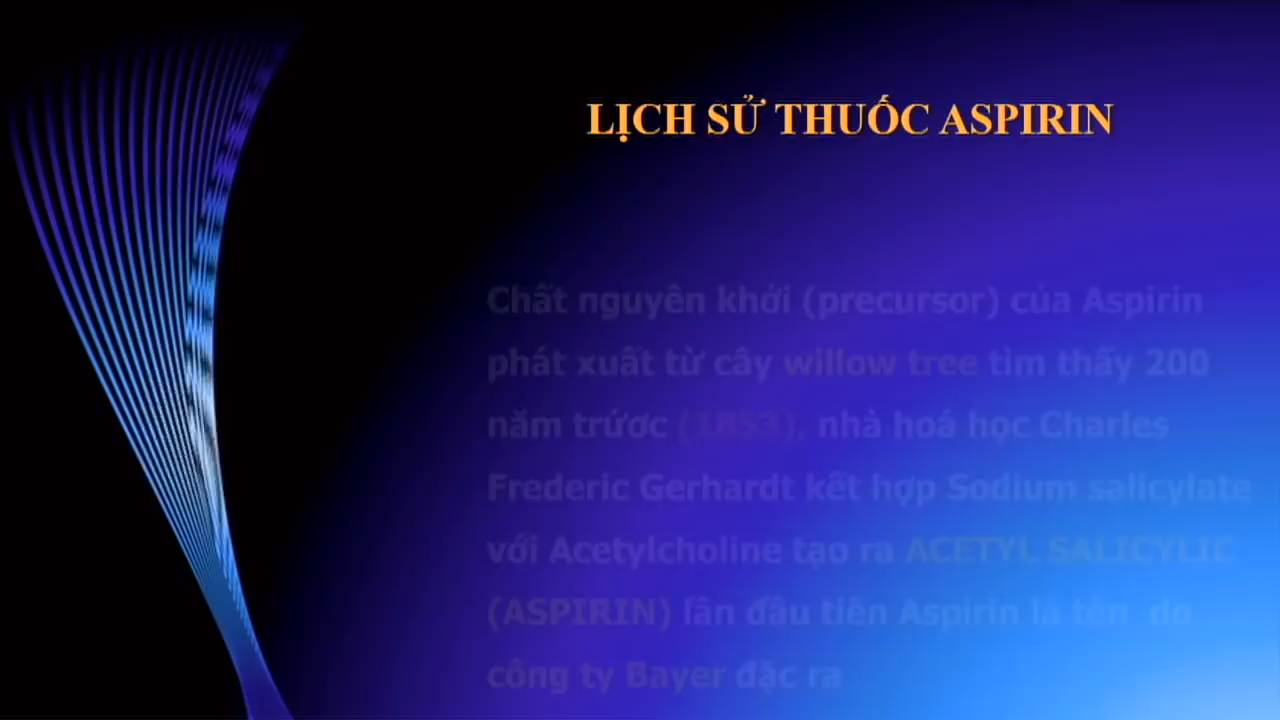 LỊCH SỬ THUỐC ASPIRIN
Chất nguyên khởi (precursor) của Aspirin
phát xuất từ cây willow tree tìm thấy 200
năm trước (1853), nhà hoá học Charles
Frederic Gerhardt kết hợp Sodium salicylate
với Acetylcholine tạo ra ACETYL SALICYLIC
(ASPIRIN) lần đầu tiên Aspirin là tên do
công ty Bayer đặc ra